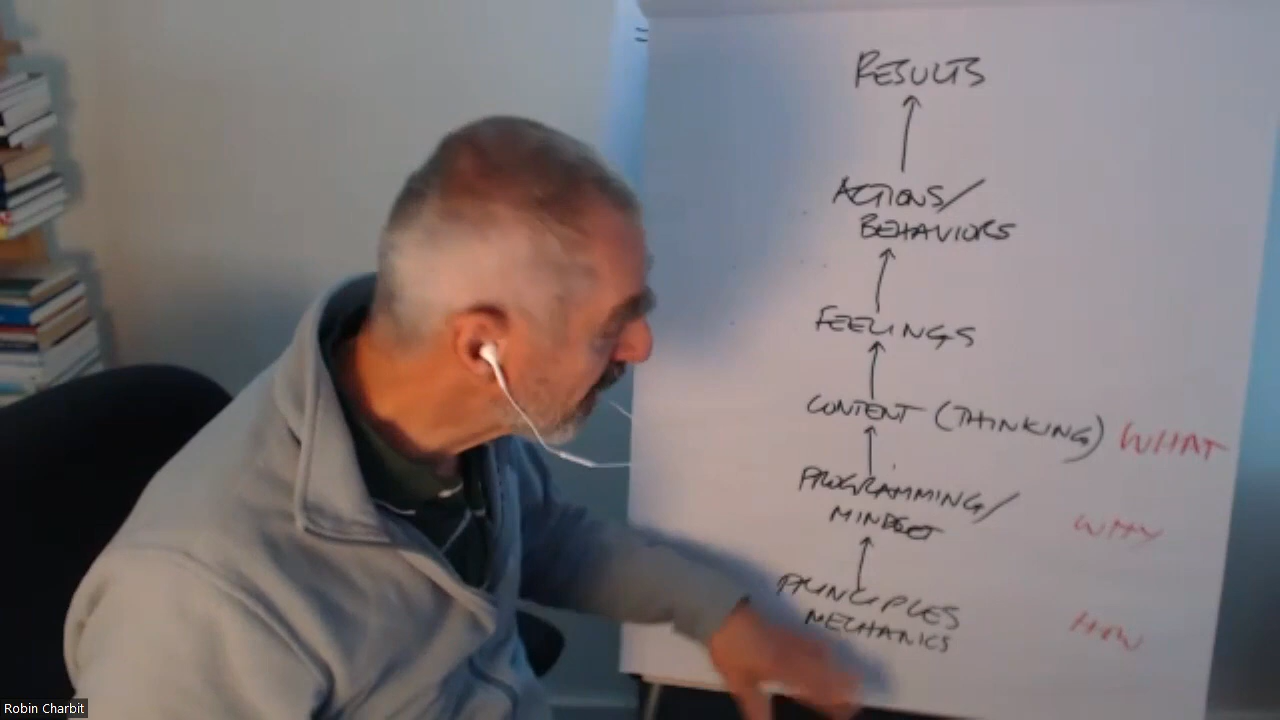 RESULTS
ACTIONS/
BEHAVIORS
FEELINGS
CONTENT (THINKING) WHAT
PROGRAMMING/
MINDSET WHY
PRINCIPLES
MECHANICS HOW
Robin Charbit